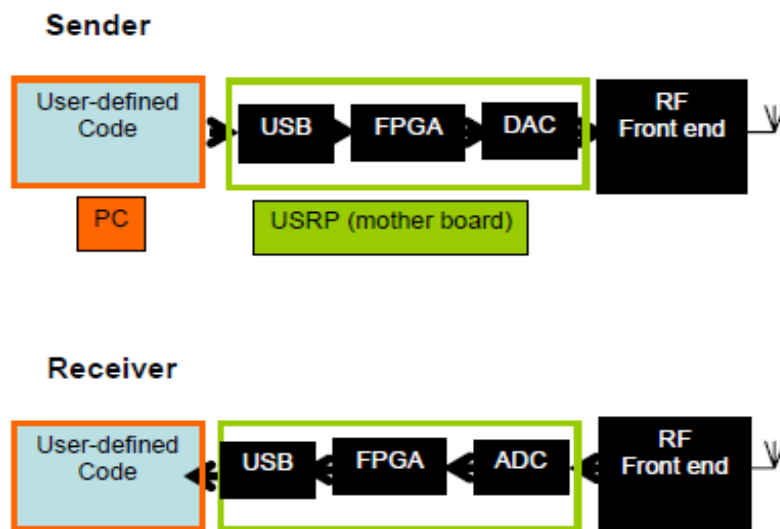 Sender
User-defined
Code
USB
FPGA
DAC
RF
Front end
PC
USRP (mother board)
Receiver
User-defined
Code
USB
FPGA
ADC
RF
Front end